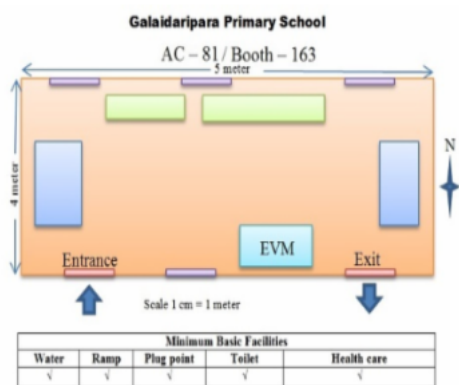 Galaidaripara Primary School
AC – 81 / Booth – 163
5 meter
4 meter
N
EVM
Entrance
Exit
Scale 1 cm = 1 meter
Minimum Basic Facilities
Water Ramp Plug point Toilet Health care
√ √ √ √ √